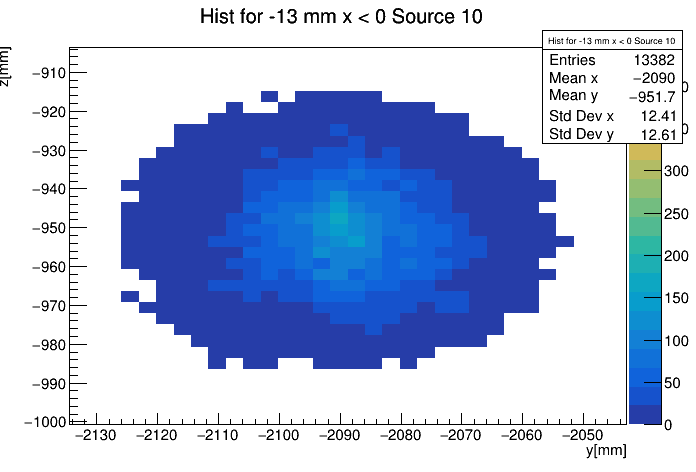 Hist for -13 mm x < 0 Source 10
z[mm]
Hist for -13 mm x < 0 Source 10
Entries 13382
Mean x −2090
Mean y −951.7
Std Dev x 12.41
Std Dev y 12.61
−910
−920
−930
−940
−950
−960
−970
−980
−990
−1000
−2130 −2120 −2110 −2100 −2090 −2080 −2070 −2060 −2050
y[mm]
300
250
200
150
100
50
0